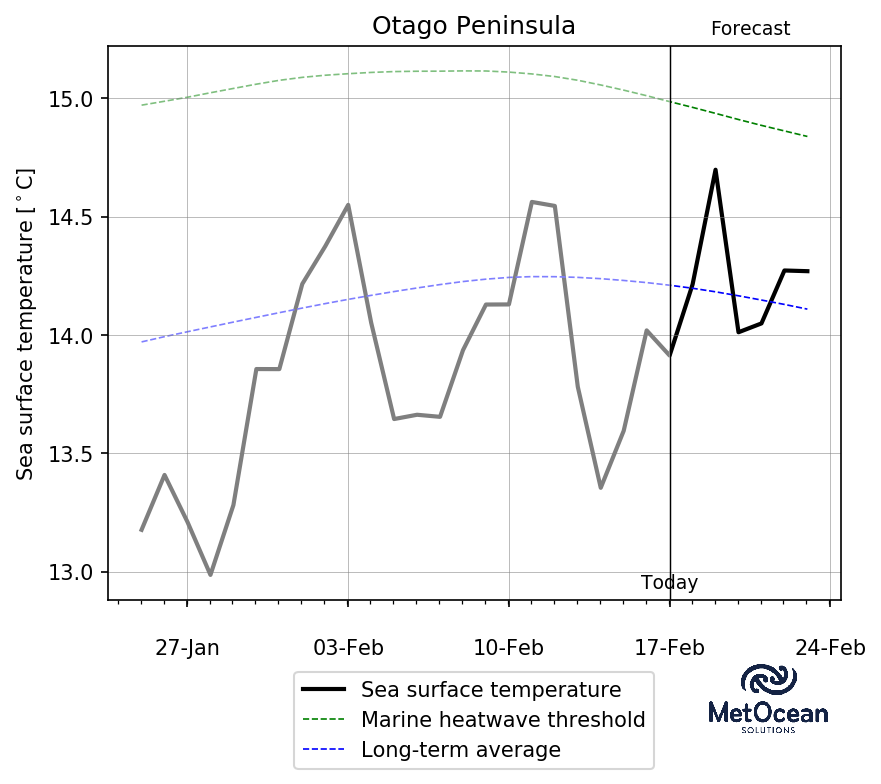 Otago Peninsula
Forecast
Sea surface temperature [°C]
15.0
14.5
14.0
13.5
13.0
Today
27-Jan
03-Feb
10-Feb
17-Feb
24-Feb
Sea surface temperature
Marine heatwave threshold
Long-term average
MetOcean
SOLUTIONS